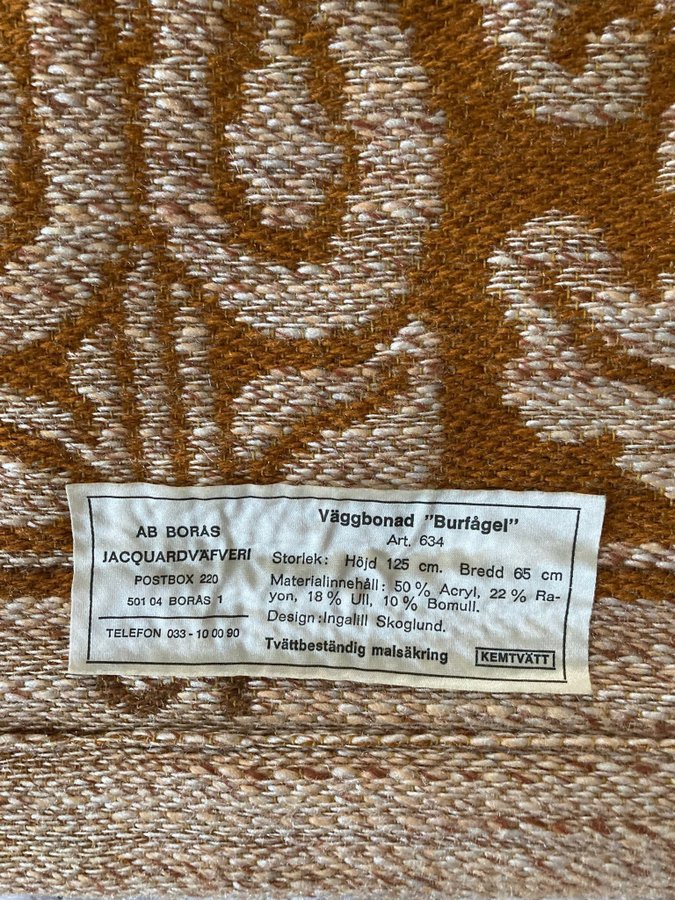 AB BORÅS
JACQUARDVÄFVERI
POSTBOX 220
501 04 BORÅS 1
TELEFON 033 - 10 00 90
Väggbonad "Burfågel"
Art. 634
Storlek: Höjd 125 cm. Bredd 65 cm
Materialinnehåll: 50 % Acryl, 22 % Ra-
yon, 18 % Ull, 10 % Bomull.
Design: Ingalill Skoglund.
Tvättbeständig malsäkring
KEMTVÄTT